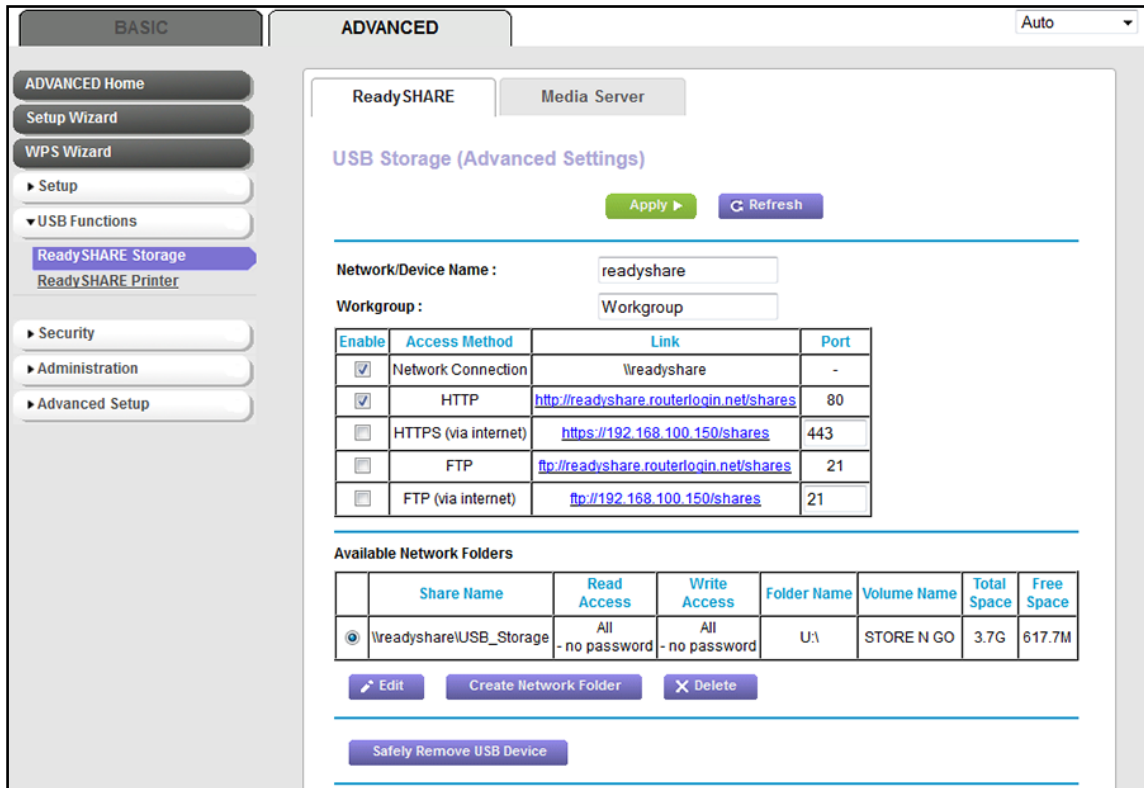 BASIC
ADVANCED
Auto
ADVANCED Home
Setup Wizard
WPS Wizard
Setup
USB Functions
ReadySHARE Storage
ReadySHARE Printer
Security
Administration
Advanced Setup
ReadySHARE Media Server
USB Storage (Advanced Settings)
Apply Refresh
Network/Device Name : readyshare
Workgroup : Workgroup
Enable Access Method Link Port
Network Connection \\readyshare -
HTTP http://readyshare.routerlogin.net/shares 80
HTTPS (via internet) https://192.168.100.150/shares 443
FTP ftp://readyshare.routerlogin.net/shares 21
FTP (via internet) ftp://192.168.100.150/shares 21
Available Network Folders
Share Name Read Access Write Access Folder Name Volume Name Total Space Free Space
\\readyshare\USB_Storage All - no password All - no password U:\ STORE N GO 3.7G 617.7M
Edit Create Network Folder Delete
Safely Remove USB Device